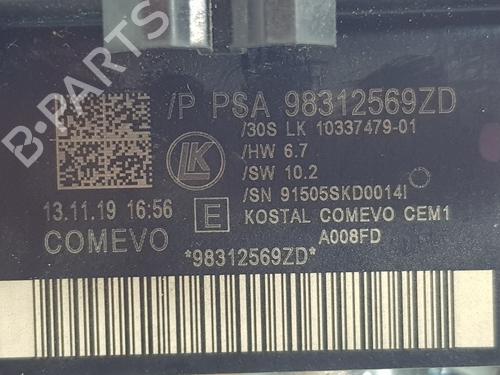 /P PSA 98312569ZD
/30S LK 10337479-01
/HW 6.7
/SW 10.2
/SN 91505SKD0014I
13.11.19 16:56
E
KOSTAL COMEVO CEM1
COMEVO
A008FD
*98312569ZD*
LK
B-PARTS